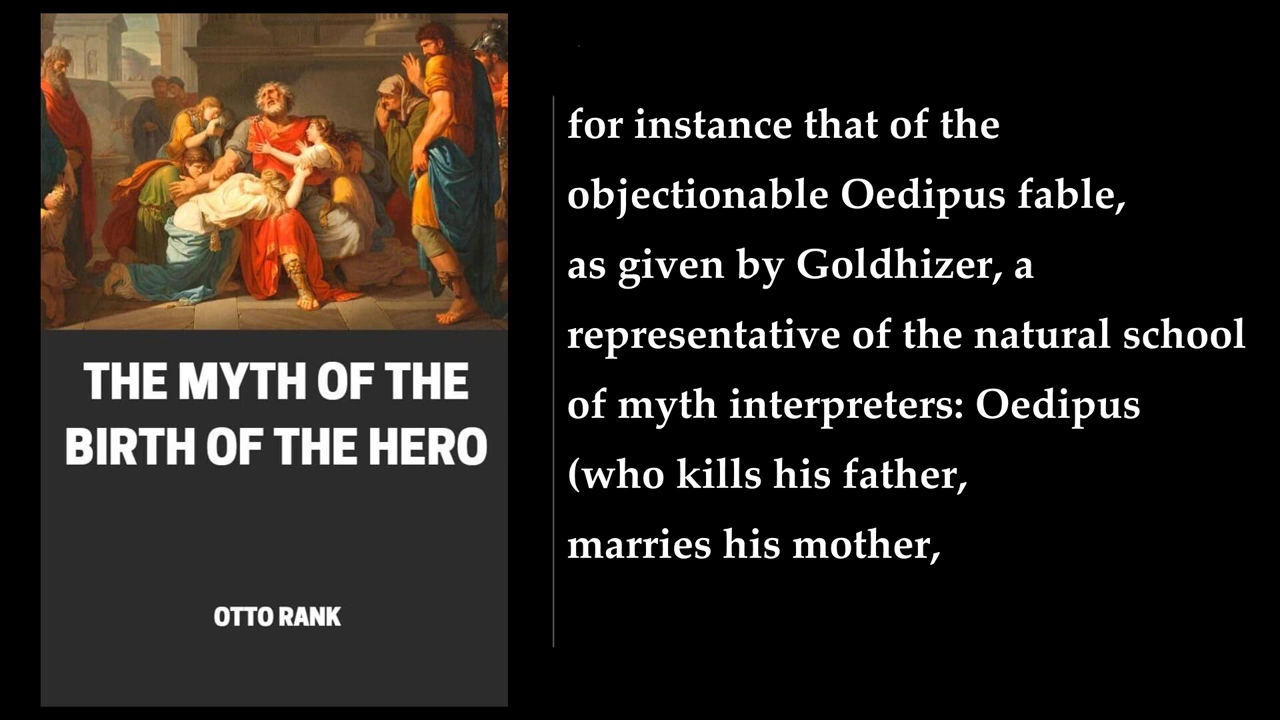 THE MYTH OF THE
BIRTH OF THE HERO
OTTO RANK
for instance that of the
objectionable Oedipus fable,
as given by Goldhizer, a
representative of the natural school
of myth interpreters: Oedipus
(who kills his father,
marries his mother,